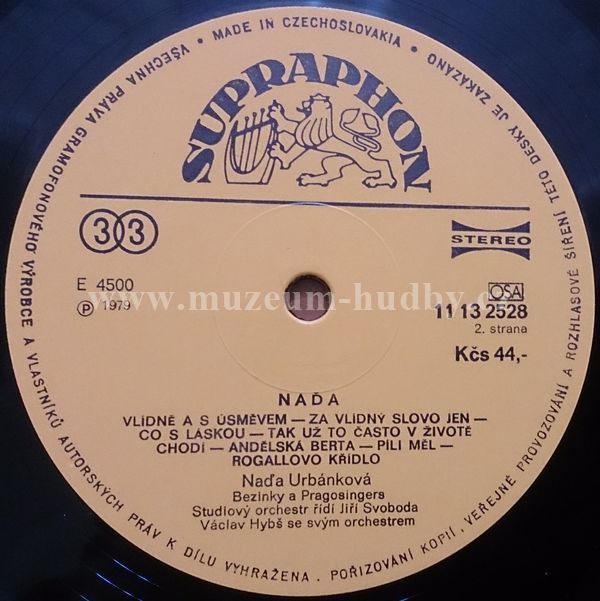 VŠECHNA PRÁVA GRAMOFONOVÉHO VÝROBCE A VLASTNÍKŮ AUTORSKÝCH PRÁV K DÍLU VYHRAŽENA . POŘIZOVÁNÍ KOPIÍ, VEŘEJNÉ PROVOZOVÁNÍ A ROZHLASOVÉ ŠÍŘENÍ TÉTO DESKY JE ZAKÁZÁNO
• MADE IN CZECHOSLOVAKIA •
SUPRAPHON
33
STEREO
E 4500
OSA
℗ 1979
11 13 2528
www.muzeum-hudby.c
2. strana
Kčs 44,-
NAĎA
VLÍDNĚ A S ÚSMĚVEM — ZA VLÍDNÝ SLOVO JEN —
CO S LÁSKOU — TAK UŽ TO ČASTO V ŽIVOTĚ
CHODÍ — ANDĚLSKÁ BERTA — PILI MĚL —
ROGALLOVO KŘÍDLO
Naďa Urbánková
Bezinky a Pragosingers
Studiový orchestr řídí Jiří Svoboda
Václav Hybš se svým orchestrem